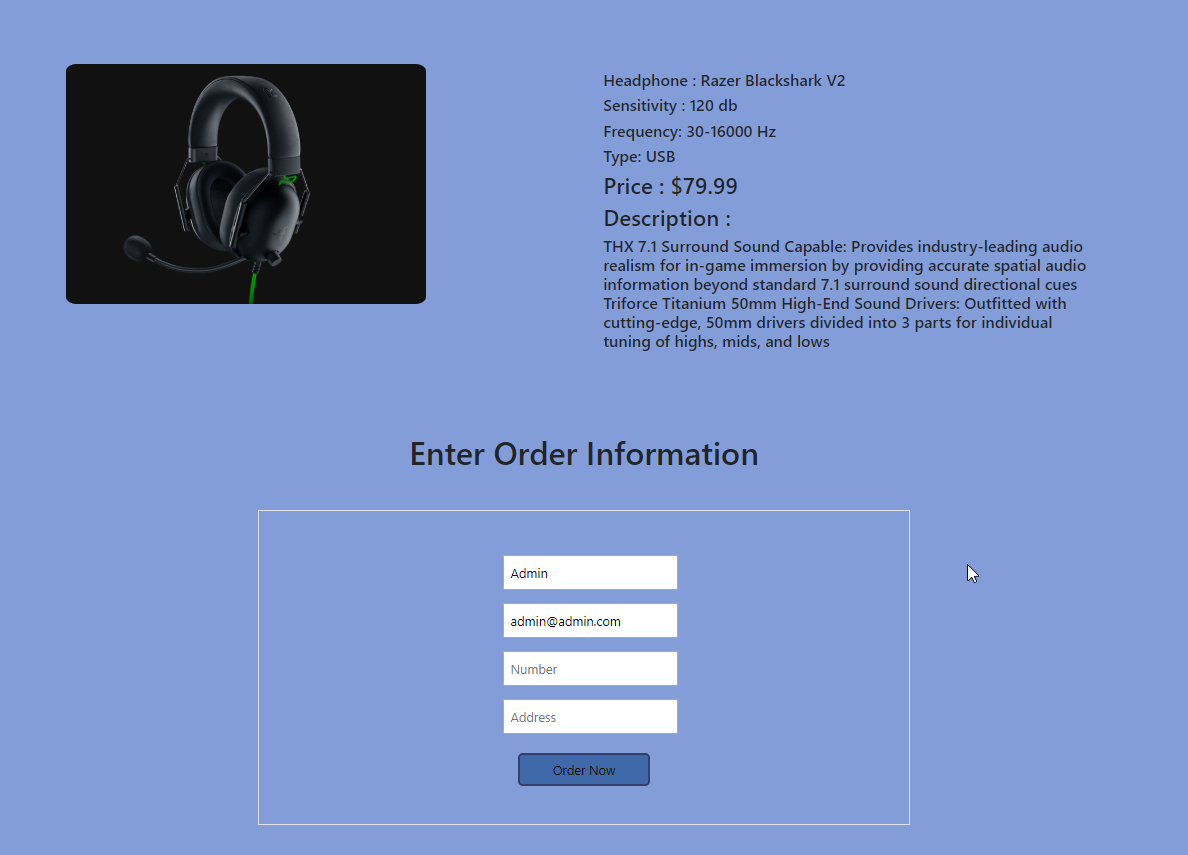 Headphone : Razer Blackshark V2
Sensitivity : 120 db
Frequency: 30-16000 Hz
Type: USB
Price : $79.99
Description :
THX 7.1 Surround Sound Capable: Provides industry-leading audio
realism for in-game immersion by providing accurate spatial audio
information beyond standard 7.1 surround sound directional cues
Triforce Titanium 50mm High-End Sound Drivers: Outfitted with
cutting-edge, 50mm drivers divided into 3 parts for individual
tuning of highs, mids, and lows
Enter Order Information
Admin
admin@admin.com
Number
Address
Order Now